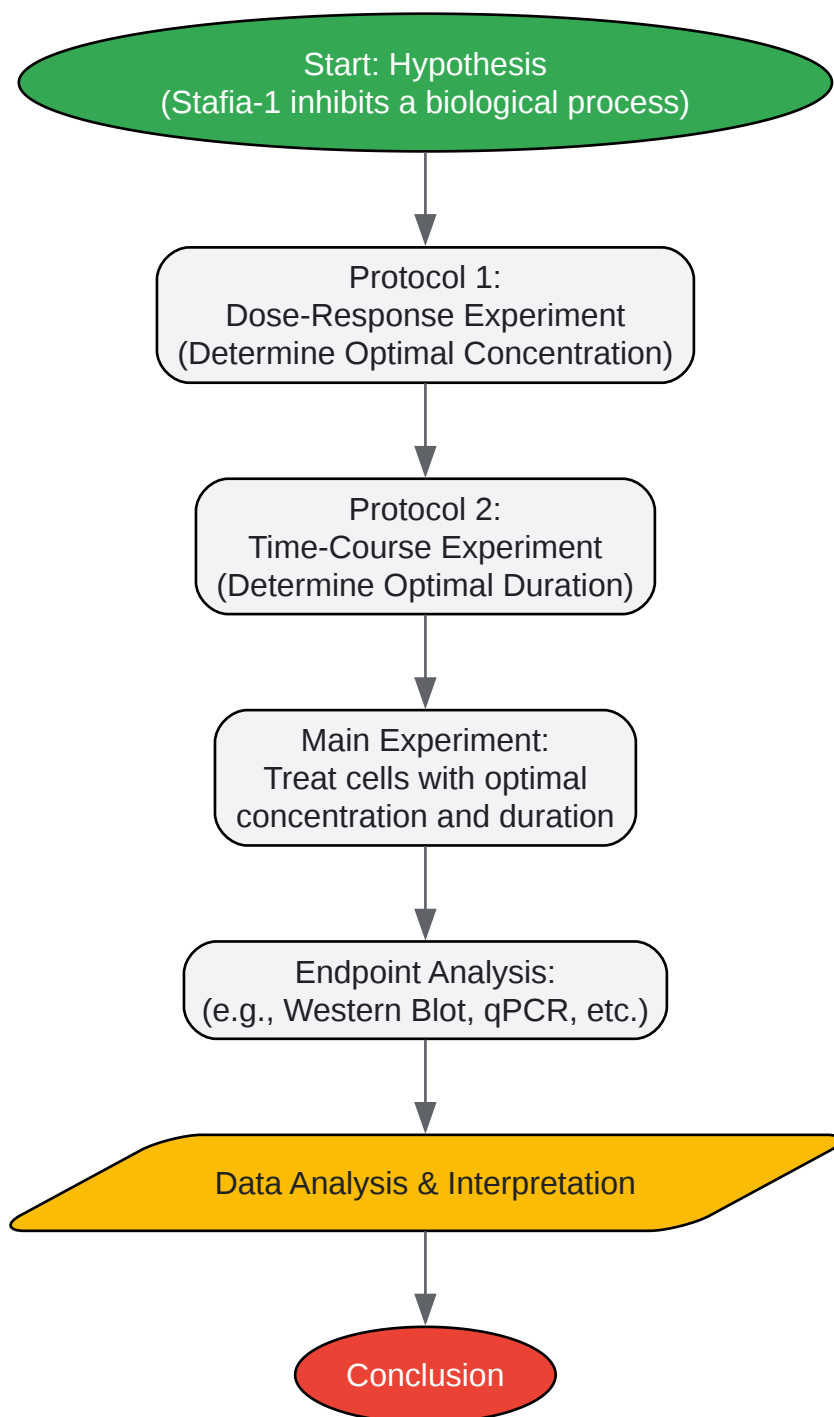 Start: Hypothesis
(Stafia-1 inhibits a biological process)
Protocol 1:
Dose-Response Experiment
(Determine Optimal Concentration)
Protocol 2:
Time-Course Experiment
(Determine Optimal Duration)
Main Experiment:
Treat cells with optimal
concentration and duration
Endpoint Analysis:
(e.g., Western Blot, qPCR, etc.)
Data Analysis & Interpretation
Conclusion